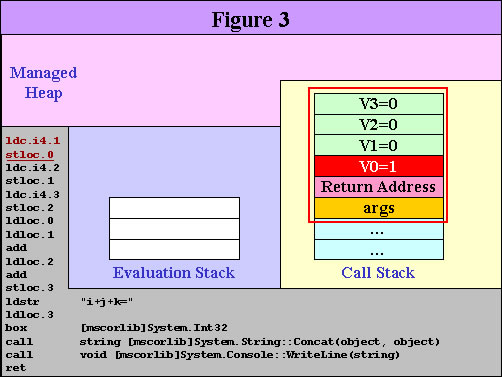 Figure 3
Managed
Heap
V3=0
V2=0
V1=0
V0=1
Return Address
args
...
...
Call Stack
Evaluation Stack
ldc.i4.1
stloc.0
ldc.i4.2
stloc.1
ldc.i4.3
stloc.2
ldloc.0
ldloc.1
add
ldloc.2
add
stloc.3
ldstr "i+j+k="
ldloc.3
box [mscorlib]System.Int32
call string [mscorlib]System.String::Concat(object, object)
call void [mscorlib]System.Console::WriteLine(string)
ret